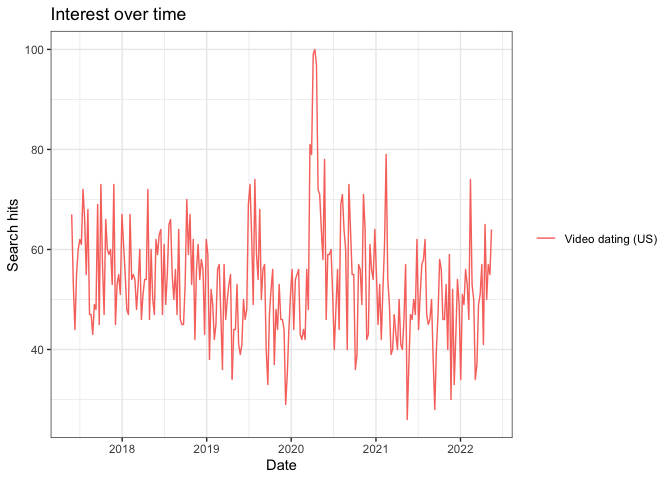 Interest over time
100
80
60
40
Search hits
2018 2019 2020 2021 2022
Date
Video dating (US)